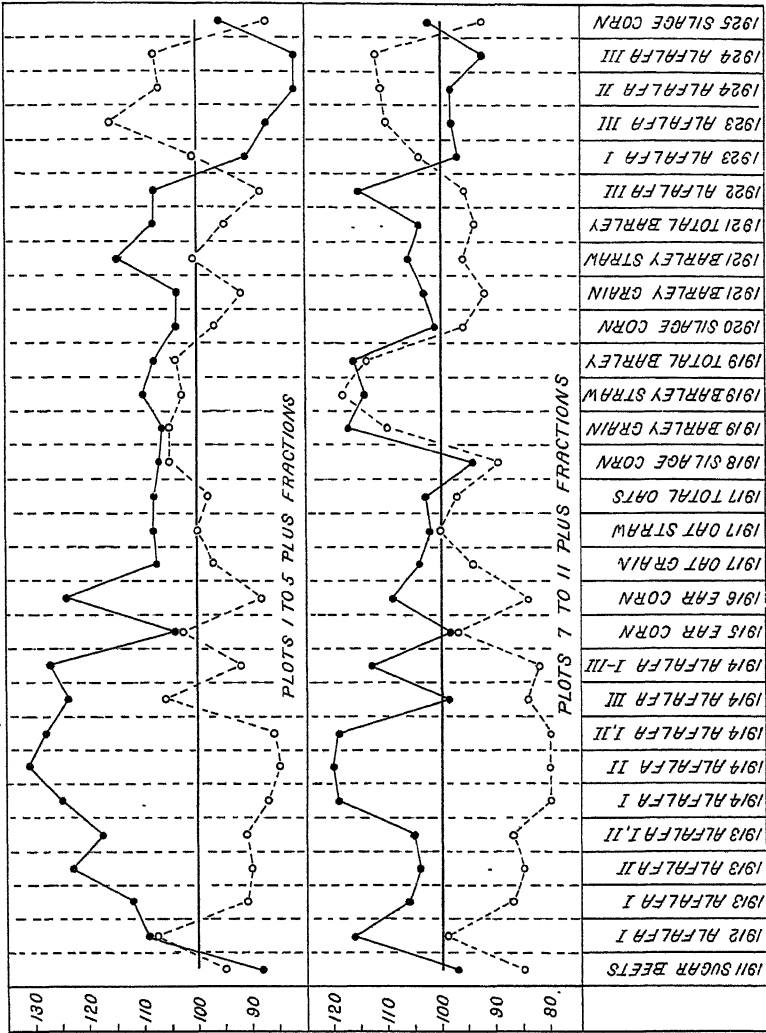 130
120
110
100
90
PLOTS 1 TO 5 PLUS FRACTIONS
120
110
100
90
80.
PLOTS 7 TO 11 PLUS FRACTIONS
1911 SUGAR BEETS
1912 ALFALFA I
1913 ALFALFA I
1913 ALFALFA II
1913 ALFALFA I, II
1914 ALFALFA I
1914 ALFALFA II
1914 ALFALFA I, II
1914 ALFALFA III
1914 ALFALFA I-III
1915 EAR CORN
1916 EAR CORN
1917 OAT GRAIN
1917 OAT STRAW
1917 TOTAL OATS
1918 SILAGE CORN
1919 BARLEY GRAIN
1919 BARLEY STRAW
1919 TOTAL BARLEY
1920 SILAGE CORN
1921 BARLEY GRAIN
1921 BARLEY STRAW
1921 TOTAL BARLEY
1922 ALFALFA III
1923 ALFALFA I
1923 ALFALFA III
1924 ALFALFA II
1924 ALFALFA III
1925 SILAGE CORN